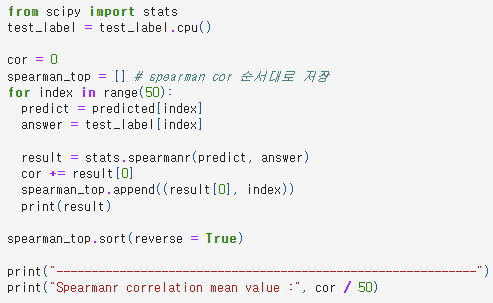 from scipy import stats
test_label = test_label.cpu()

cor = 0
spearman_top = [] # spearman cor 순서대로 저장
for index in range(50):
  predict = predicted[index]
  answer = test_label[index]

  result = stats.spearmanr(predict, answer)
  cor += result[0]
  spearman_top.append((result[0], index))
  print(result)

spearman_top.sort(reverse = True)

print("------------------------------------------------------------")
print("Spearmanr correlation mean value :", cor / 50)